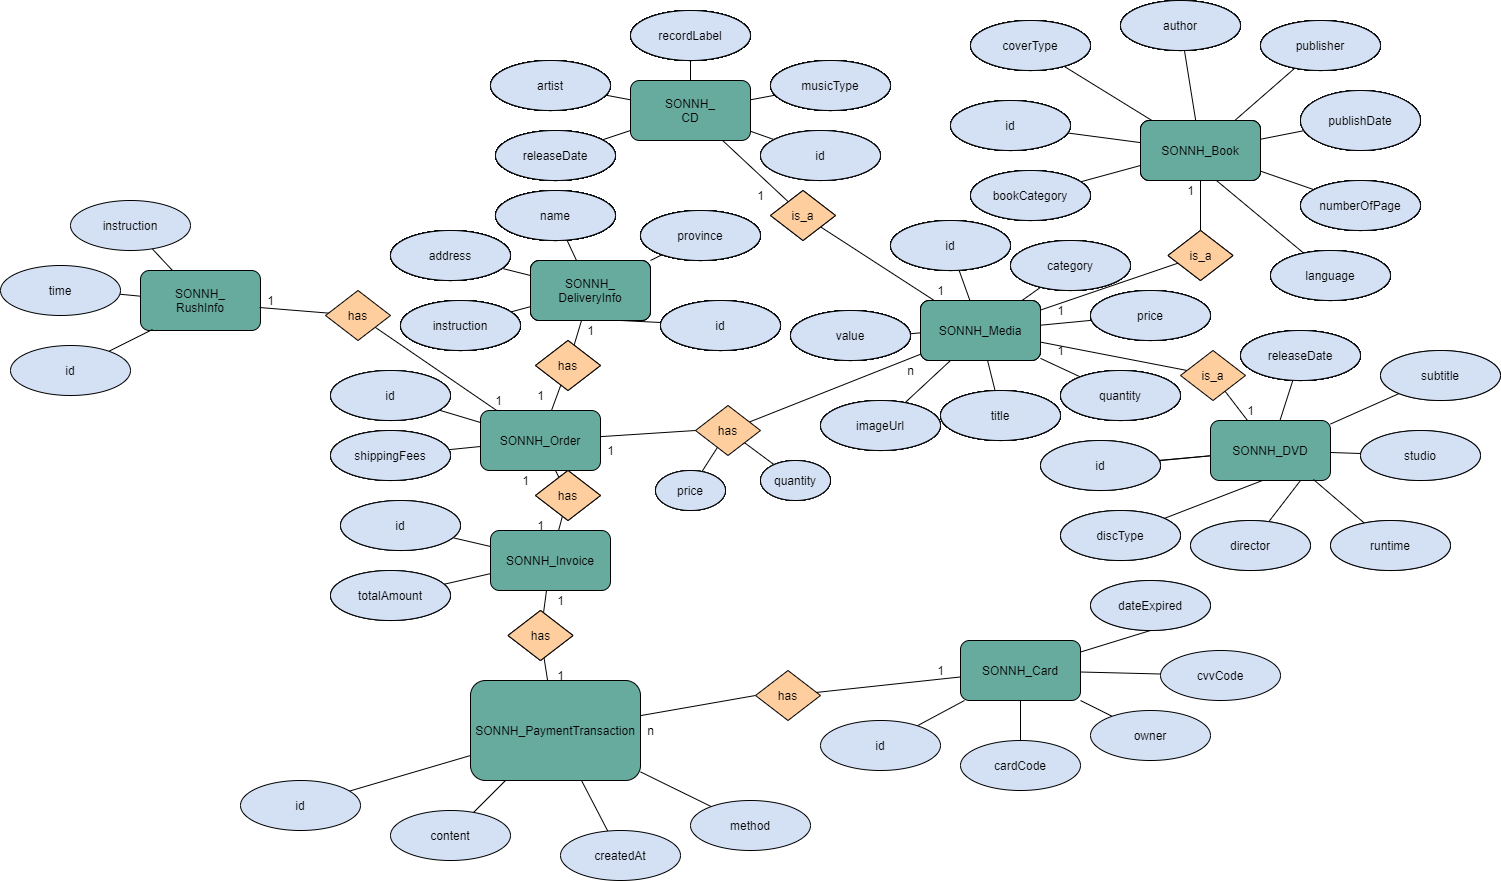 author
recordLabel
coverType
publisher
artist
musicType
SONNH_
CD
publishDate
id
SONNH_Book
releaseDate
id
1
1
bookCategory
numberOfPage
name
is_a
instruction
province
id
address
is_a
category
language
time
SONNH_
RushInfo
1
SONNH_
DeliveryInfo
1
1
has
instruction
id
value
SONNH_Media
price
1
1
releaseDate
has
n
is_a
subtitle
id
1
1
quantity
1
imageUrl
title
id
shippingFees
SONNH_Order
1
has
SONNH_DVD
studio
id
1
price
quantity
has
id
1
discType
director
runtime
SONNH_Invoice
totalAmount
1
dateExpired
has
1
SONNH_Card
cvvCode
1
has
SONNH_PaymentTransaction
n
id
owner
cardCode
id
content
method
createdAt